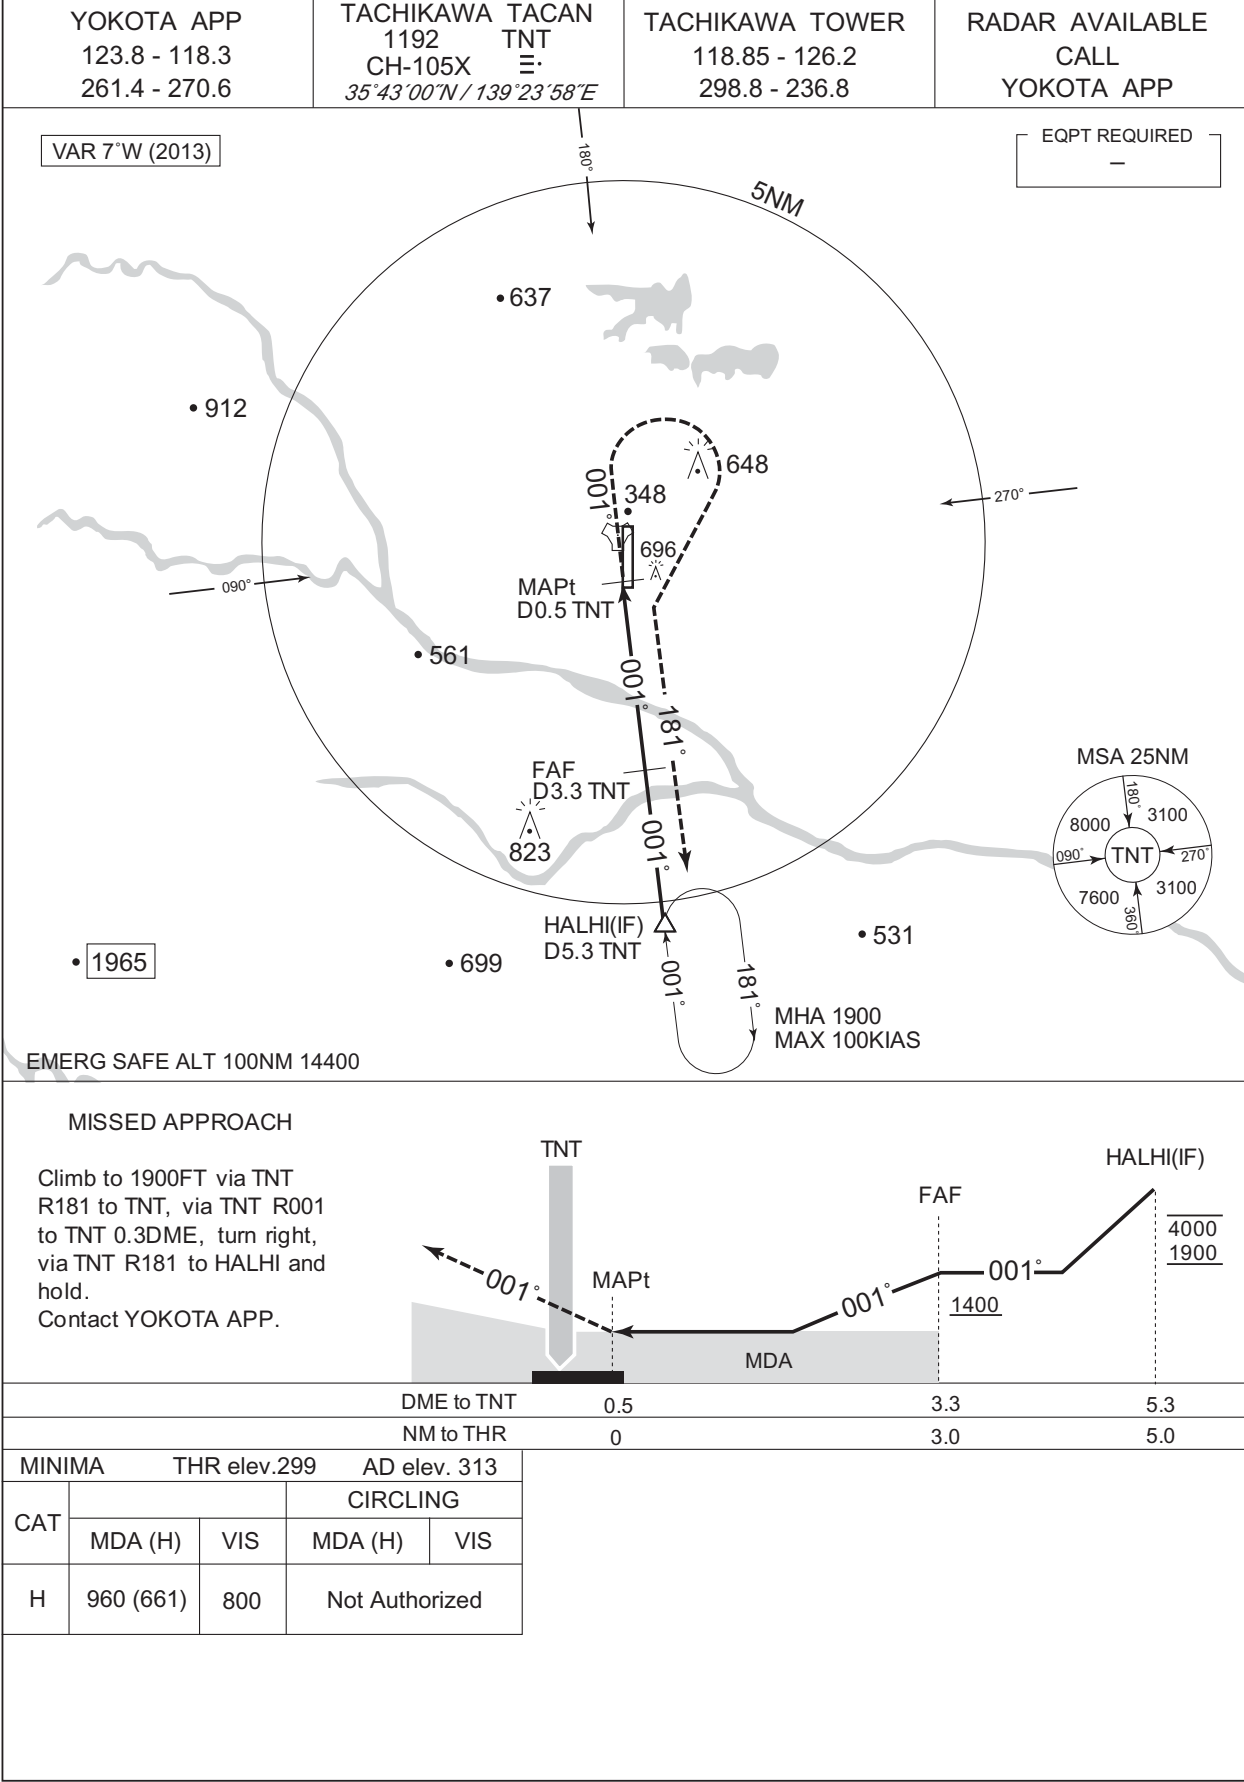 YOKOTA APP
123.8 - 118.3
261.4 - 270.6
TACHIKAWA TACAN
1192 TNT
CH-105X
35°43´00˝N / 139°23´58˝E
TACHIKAWA TOWER
118.85 - 126.2
298.8 - 236.8
RADAR AVAILABLE
CALL
YOKOTA APP
VAR 7˚W (2013)
EQPT REQUIRED
–
180°
5NM
637
912
648
001°
348
270°
696
090°
MAPt
D0.5 TNT
561
001°
181°
FAF
D3.3 TNT
001°
823
MSA 25NM
180°
8000
3100
090°
TNT
270°
7600
3100
360°
HALHI(IF)
D5.3 TNT
531
1965
699
001°
181°
MHA 1900
MAX 100KIAS
EMERG SAFE ALT 100NM 14400
MISSED APPROACH
Climb to 1900FT via TNT
R181 to TNT, via TNT R001
to TNT 0.3DME, turn right,
via TNT R181 to HALHI and
hold.
Contact YOKOTA APP.
TNT
HALHI(IF)
FAF
4000
1900
001°
MAPt
001°
001°
1400
MDA
DME to TNT 0.5 3.3 5.3
NM to THR 0 3.0 5.0
MINIMA THR elev.299 AD elev. 313
CAT
CIRCLING
MDA (H) VIS MDA (H) VIS
H 960 (661) 800 Not Authorized